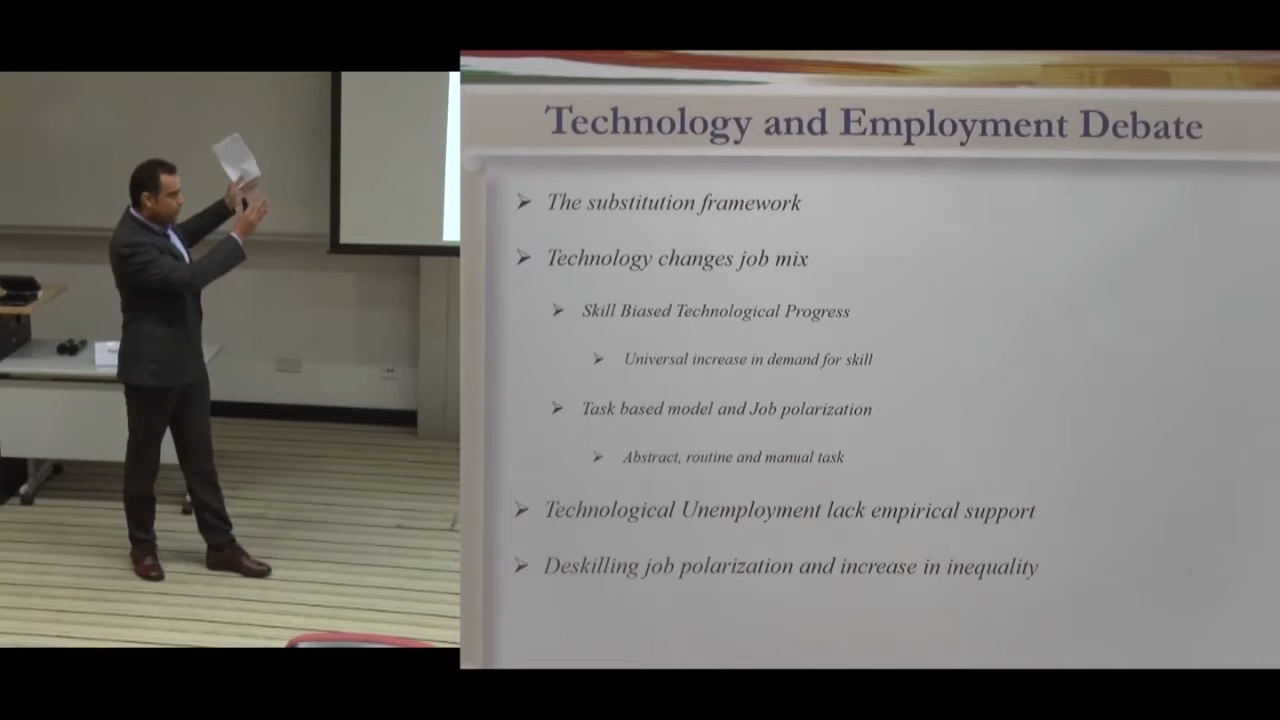 Technology and Employment Debate
The substitution framework
Technology changes job mix
Skill Biased Technological Progress
Universal increase in demand for skill
Task based model and Job polarization
Abstract, routine and manual task
Technological Unemployment lack empirical support
Deskilling job polarization and increase in inequality